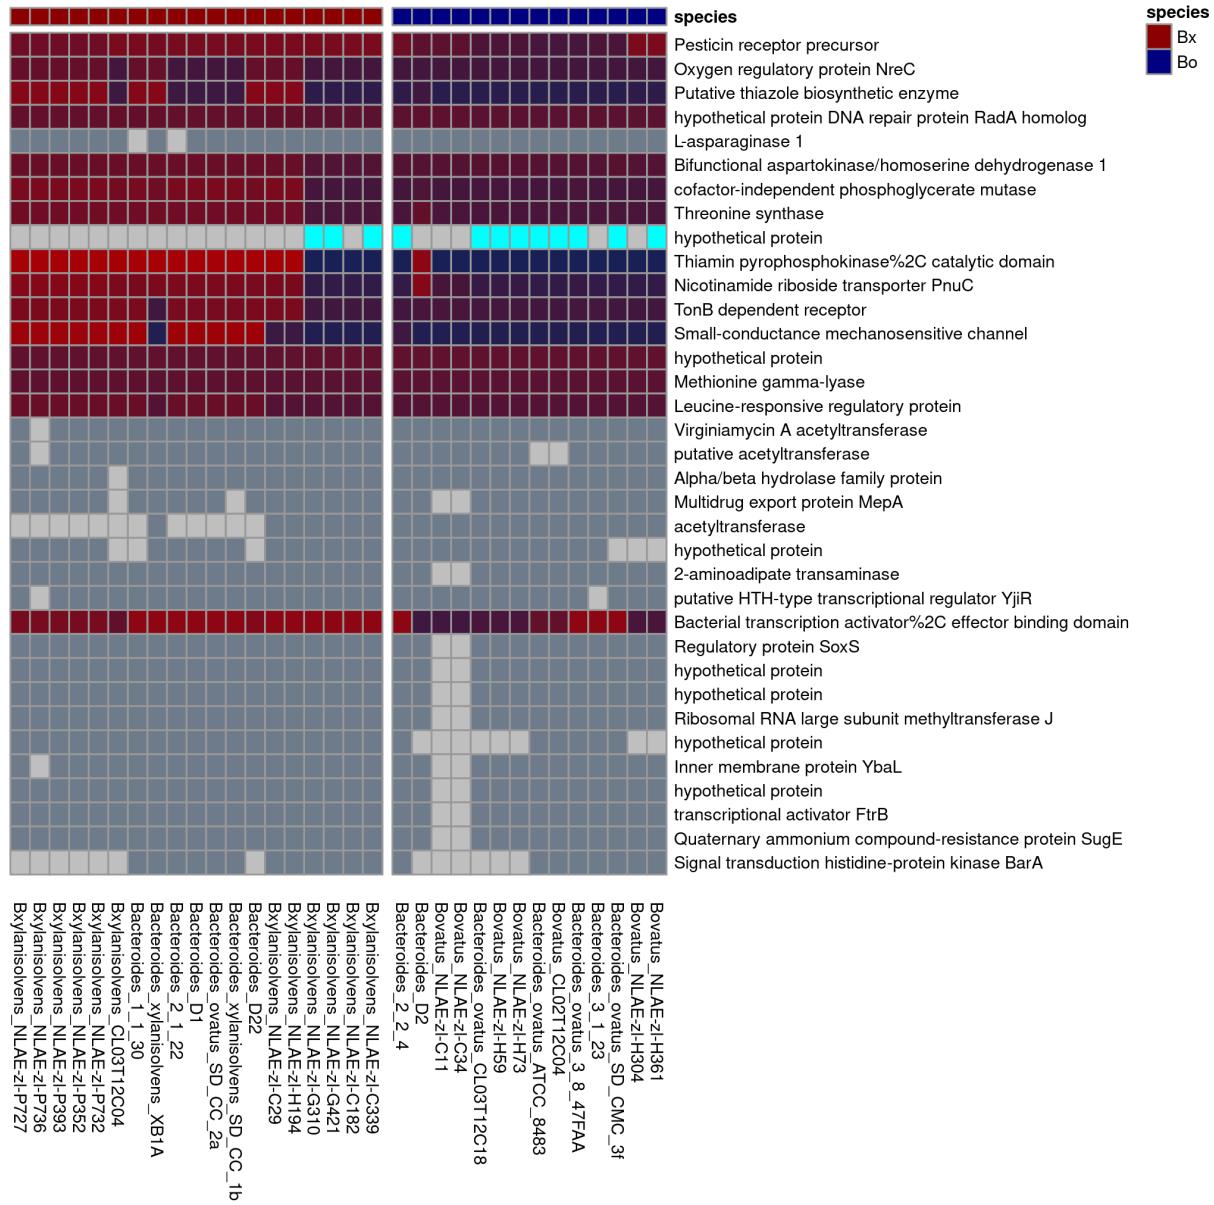 species
species
Bx
Bo
Pesticin receptor precursor
Oxygen regulatory protein NreC
Putative thiazole biosynthetic enzyme
hypothetical protein DNA repair protein RadA homolog
L-asparaginase 1
Bifunctional aspartokinase/homoserine dehydrogenase 1
cofactor-independent phosphoglycerate mutase
Threonine synthase
hypothetical protein
Thiamin pyrophosphokinase%2C catalytic domain
Nicotinamide riboside transporter PnuC
TonB dependent receptor
Small-conductance mechanosensitive channel
hypothetical protein
Methionine gamma-lyase
Leucine-responsive regulatory protein
Virginiamycin A acetyltransferase
putative acetyltransferase
Alpha/beta hydrolase family protein
Multidrug export protein MepA
acetyltransferase
hypothetical protein
2-aminoadipate transaminase
putative HTH-type transcriptional regulator YjiR
Bacterial transcription activator%2C effector binding domain
Regulatory protein SoxS
hypothetical protein
hypothetical protein
Ribosomal RNA large subunit methyltransferase J
hypothetical protein
Inner membrane protein YbaL
hypothetical protein
transcriptional activator FtrB
Quaternary ammonium compound-resistance protein SugE
Signal transduction histidine-protein kinase BarA
Bxylanisolvens_NLAE-zl-P727
Bxylanisolvens_NLAE-zl-P736
Bxylanisolvens_NLAE-zl-P393
Bxylanisolvens_NLAE-zl-P352
Bxylanisolvens_NLAE-zl-P732
Bxylanisolvens_CL03T12C04
Bacteroides_1_1_30
Bacteroides_xylanisolvens_XB1A
Bacteroides_2_1_22
Bacteroides_D1
Bacteroides_ovatus_SD_CC_2a
Bacteroides_xylanisolvens_SD_CC_1b
Bacteroides_D22
Bxylanisolvens_NLAE-zl-C29
Bxylanisolvens_NLAE-zl-H194
Bxylanisolvens_NLAE-zl-G310
Bxylanisolvens_NLAE-zl-G421
Bxylanisolvens_NLAE-zl-C182
Bxylanisolvens_NLAE-zl-C339
Bacteroides_2_2_4
Bacteroides_D2
Bovatus_NLAE-zl-C11
Bovatus_NLAE-zl-C34
Bacteroides_ovatus_CL03T12C18
Bovatus_NLAE-zl-H59
Bovatus_NLAE-zl-H73
Bacteroides_ovatus_ATCC_8483
Bovatus_CL02T12C04
Bacteroides_ovatus_3_8_47FAA
Bacteroides_3_1_23
Bacteroides_ovatus_SD_CMC_3f
Bovatus_NLAE-zl-H304
Bovatus_NLAE-zl-H361